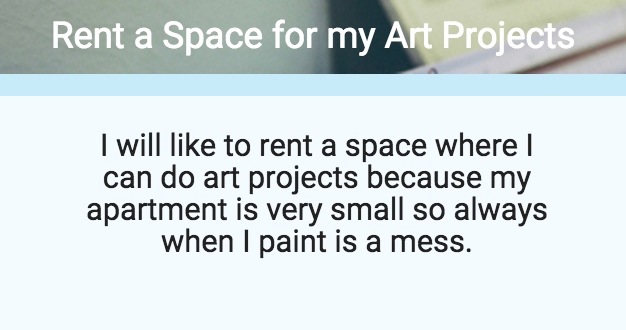 Rent a Space for my Art Projects
I will like to rent a space where I
can do art projects because my
apartment is very small so always
when I paint is a mess.